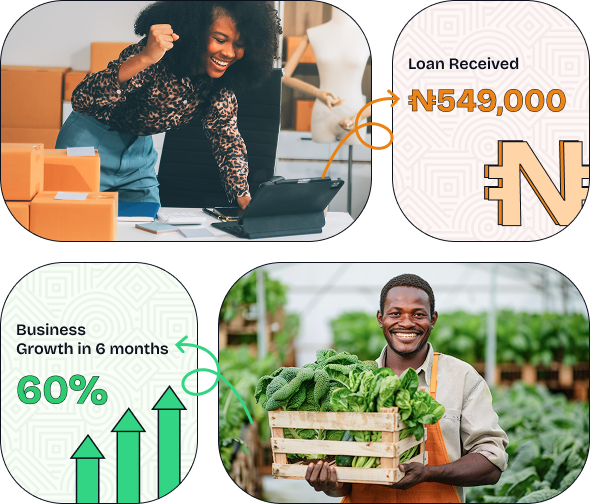 Loan Received
₦549,000
₦
Business
Growth in 6 months
60%